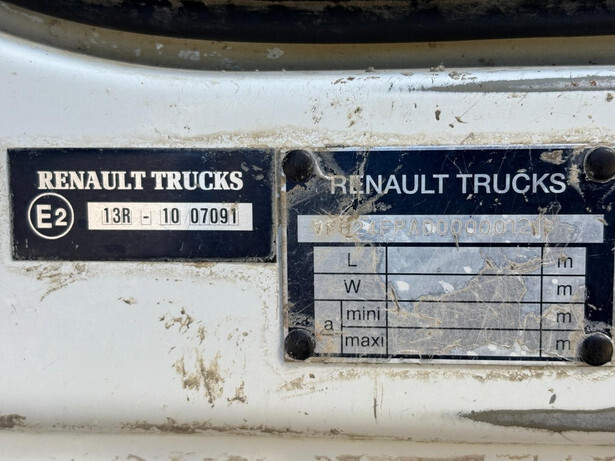 RENAULT TRUCKS
E2
13R - 10 07091
RENAULT TRUCKS
L m
W m
a
mini m
maxi m